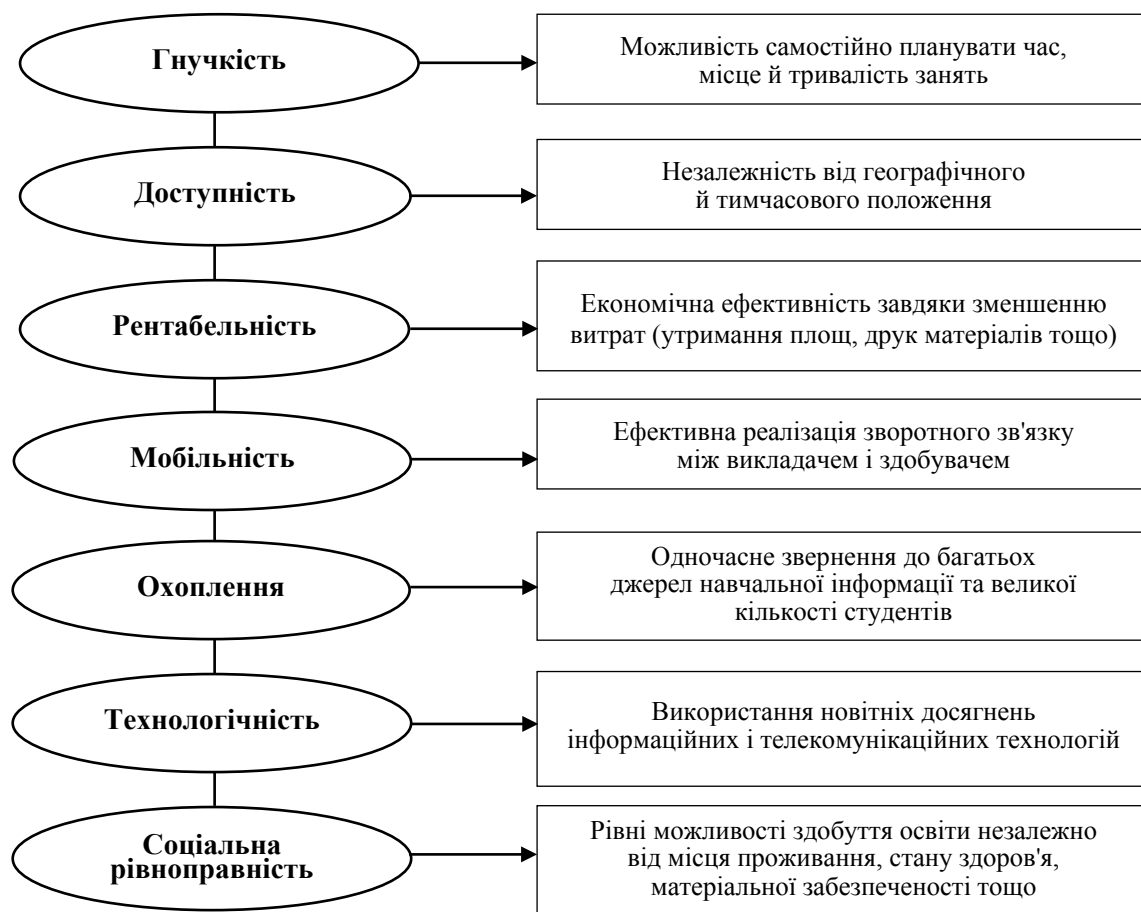 Гнучкість
Можливість самостійно планувати час,
місце й тривалість занять
Доступність
Незалежність від географічного
й тимчасового положення
Рентабельність
Економічна ефективність завдяки зменшенню
витрат (утримання площ, друк матеріалів тощо)
Мобільність
Ефективна реалізація зворотного зв'язку
між викладачем і здобувачем
Охоплення
Одночасне звернення до багатьох
джерел навчальної інформації та великої
кількості студентів
Технологічність
Використання новітніх досягнень
інформаційних і телекомунікаційних технологій
Соціальна
рівноправність
Рівні можливості здобуття освіти незалежно
від місця проживання, стану здоров'я,
матеріальної забезпеченості тощо